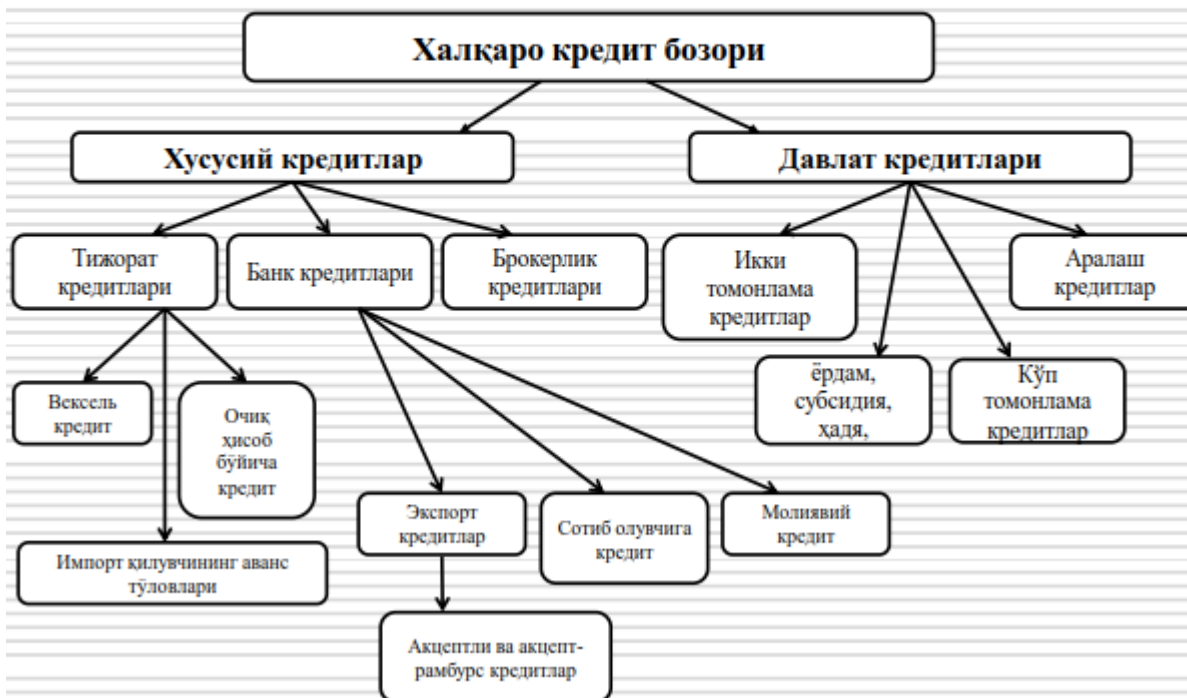 Халқаро кредит бозори
Хусусий кредитлар
Давлат кредитлари
Тижорат
кредитлари
Банк кредитлари
Брокерлик
кредитлари
Икки
томонлама
кредитлар
Аралаш
кредитлар
Вексель
кредит
Очиқ
ҳисоб
бўйича
кредит
ёрдам,
субсидия,
ҳадя,
Кўп
томонлама
кредитлар
Импорт қилувчининг аванс
тўловлари
Экспорт
кредитлар
Сотиб олувчига
кредит
Молиявий
кредит
Акцептли ва акцепт-
рамбурс кредитлар